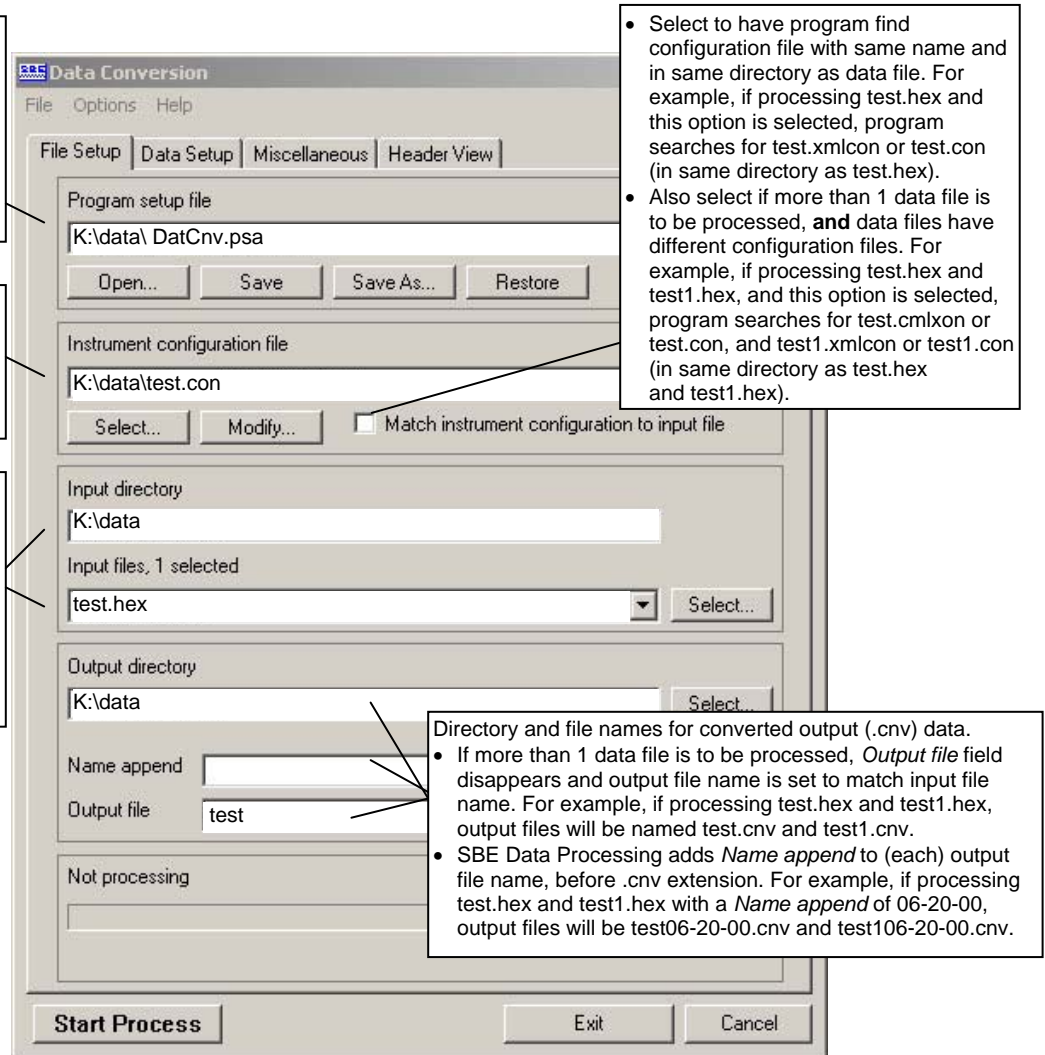 SBE Data Conversion
File Options Help
File Setup Data Setup Miscellaneous Header View
Program setup file
K:\data\ DatCnv.psa
Open... Save Save As... Restore
Instrument configuration file
K:\data\test.con
Select... Modify... Match instrument configuration to input file
Input directory
K:\data
Input files, 1 selected
test.hex
Select...
Output directory
K:\data
Select...
Name append
Output file test
Not processing
Start Process Exit Cancel
• Select to have program find
configuration file with same name and
in same directory as data file. For
example, if processing test.hex and
this option is selected, program
searches for test.xmlcon or test.con
(in same directory as test.hex).
• Also select if more than 1 data file is
to be processed, and data files have
different configuration files. For
example, if processing test.hex and
test1.hex, and this option is selected,
program searches for test.cmlxon or
test.con, and test1.xmlcon or test1.con
(in same directory as test.hex
and test1.hex).
Directory and file names for converted output (.cnv) data.
• If more than 1 data file is to be processed, Output file field
disappears and output file name is set to match input file
name. For example, if processing test.hex and test1.hex,
output files will be named test.cnv and test1.cnv.
• SBE Data Processing adds Name append to (each) output
file name, before .cnv extension. For example, if processing
test.hex and test1.hex with a Name append of 06-20-00,
output files will be test06-20-00.cnv and test106-20-00.cnv.